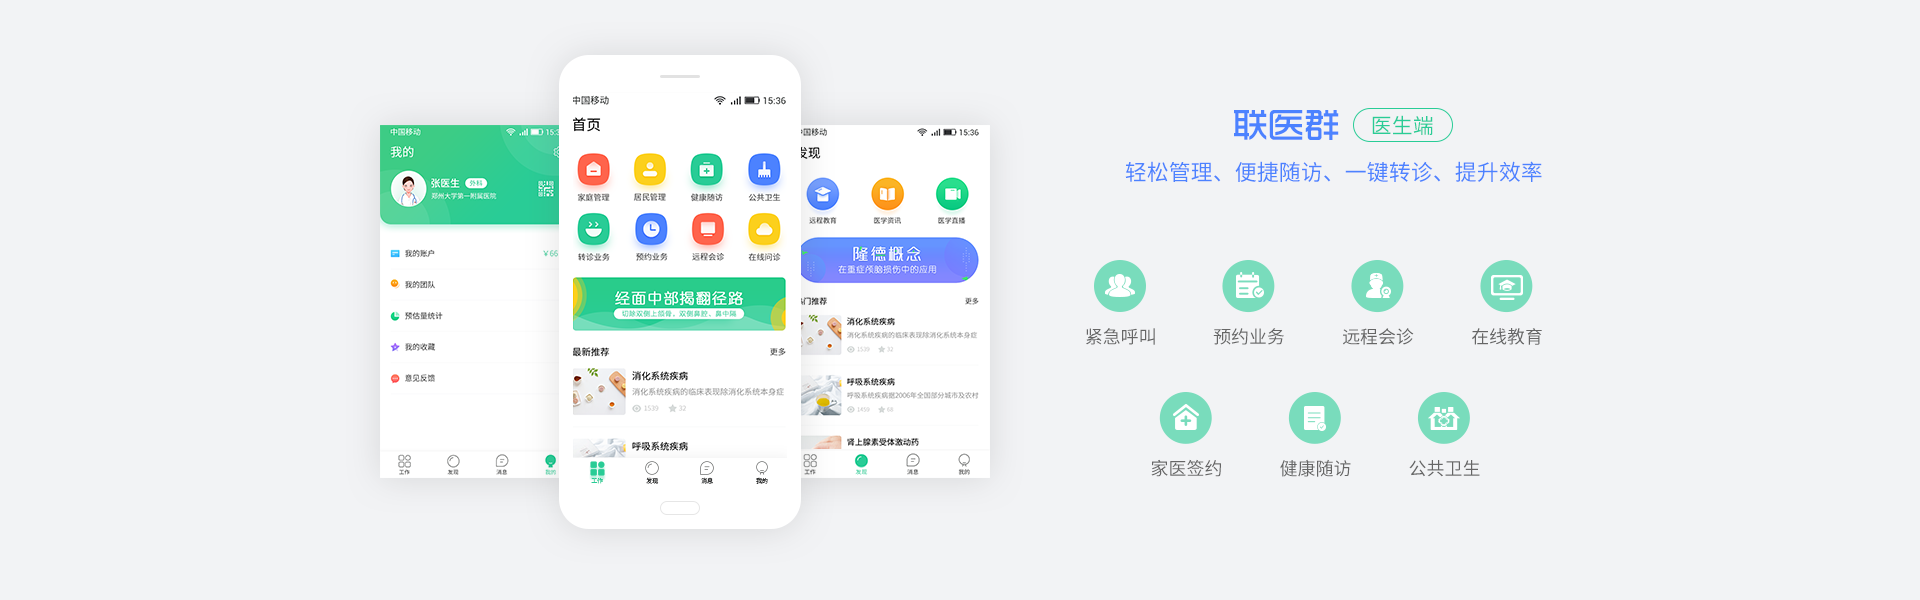 中国移动
我的
张医生 外科
郑州大学第一附属医院
我的账户
¥66
我的团队
预估量统计
我的收藏
意见反馈
工作 发现 消息 我的
中国移动 15:36
首页
家庭管理 居民管理 健康随访 公共卫生
转诊业务 预约业务 远程会诊 在线问诊
经面中部揭翻径路
切除双侧上颌骨，双侧鼻腔、鼻中隔
最新推荐 更多
消化系统疾病
消化系统疾病的临床表现除消化系统本身症
1539 32
呼吸系统疾病
工作 发现 消息 我的
中国移动 15:36
发现
远程教育 医学资讯 医学直播
隆德概念
在重症颅脑损伤中的应用
热门推荐 更多
消化系统疾病
消化系统疾病的临床表现除消化系统本身症
1539 32
呼吸系统疾病
呼吸系统疾病据2006年全国部分城市及农村
肾上腺素受体激动药
工作 发现 消息 我的
联医群 医生端
轻松管理、便捷随访、一键转诊、提升效率
紧急呼叫 预约业务 远程会诊 在线教育
家医签约 健康随访 公共卫生